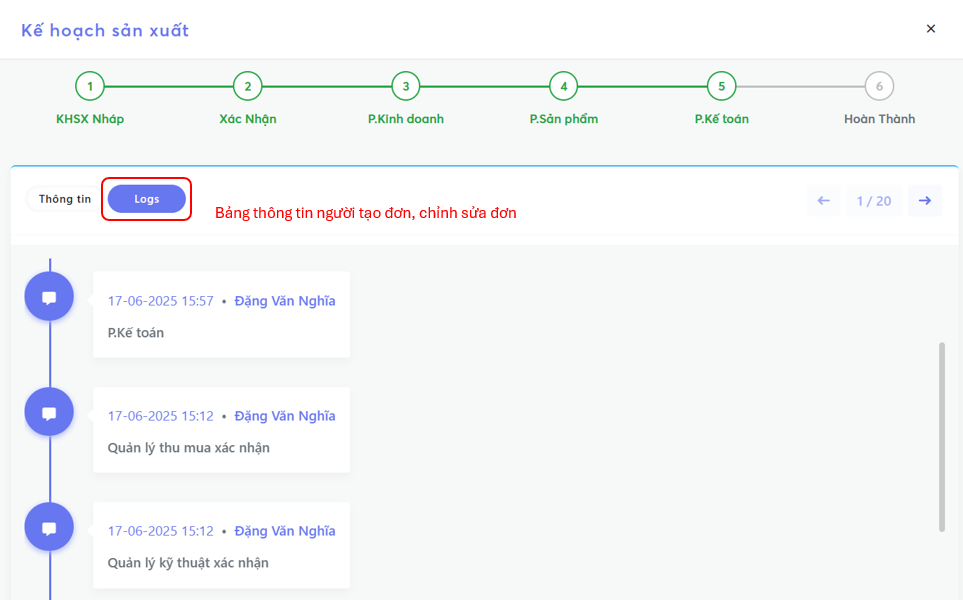 Kế hoạch sản xuất
×
1 2 3 4 5 6
KHSX Nháp Xác Nhận P.Kinh doanh P.Sản phẩm P.Kế toán Hoàn Thành
Thông tin Logs Bảng thông tin người tạo đơn, chỉnh sửa đơn ← 1 / 20 →
17-06-2025 15:57 • Đặng Văn Nghĩa
P.Kế toán
17-06-2025 15:12 • Đặng Văn Nghĩa
Quản lý thu mua xác nhận
17-06-2025 15:12 • Đặng Văn Nghĩa
Quản lý kỹ thuật xác nhận